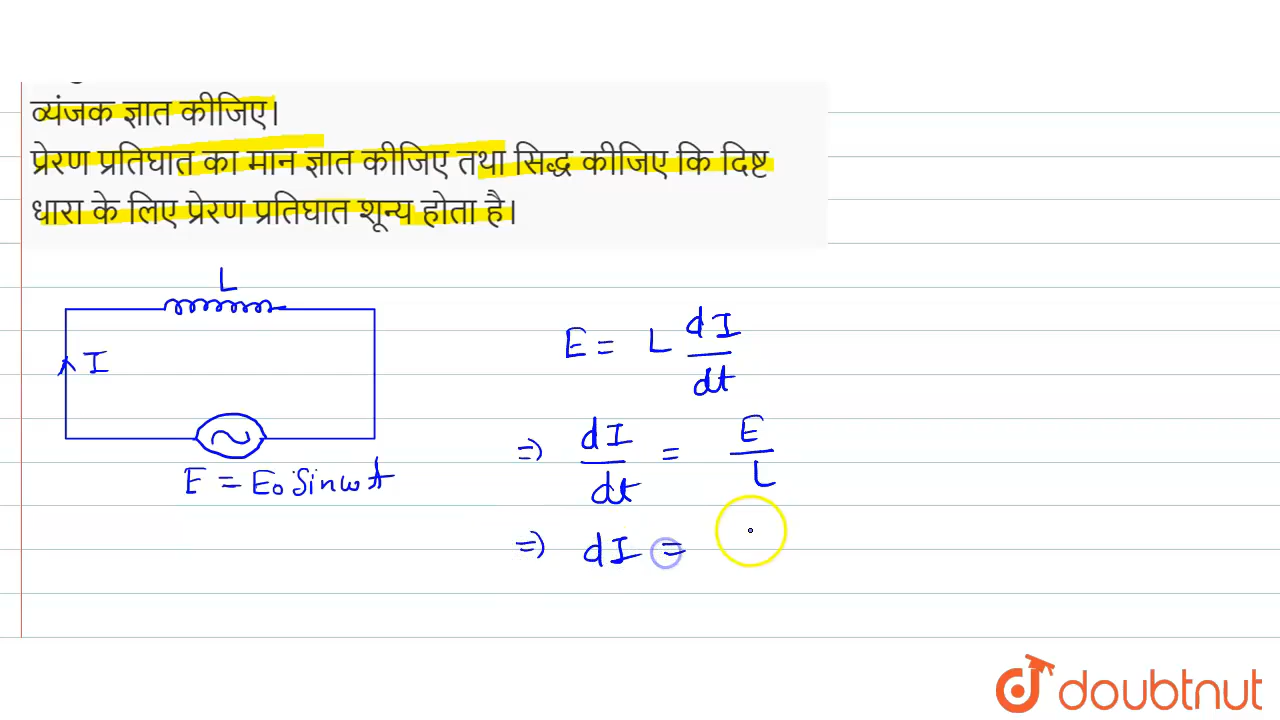 व्यंजक ज्ञात कीजिए।
प्रेरण प्रतिघात का मान ज्ञात कीजिए तथा सिद्ध कीजिए कि दिष्ट
धारा के लिए प्रेरण प्रतिघात शून्य होता है।
L
I
E = E₀ sinωt
E = L dI/dt
⇒ dI/dt = E/L
⇒ dI =
doubtnut